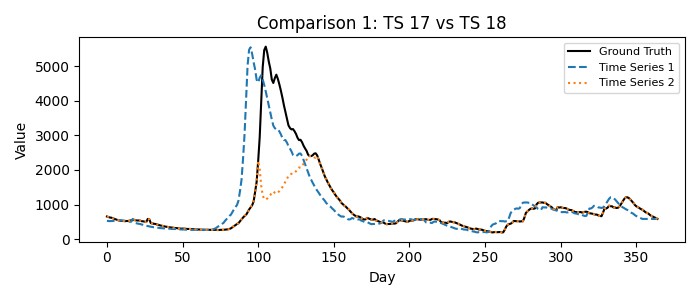 Comparison 1: TS 17 vs TS 18
Ground Truth
Time Series 1
Time Series 2
Value
5000
4000
3000
2000
1000
0
0 50 100 150 200 250 300 350
Day